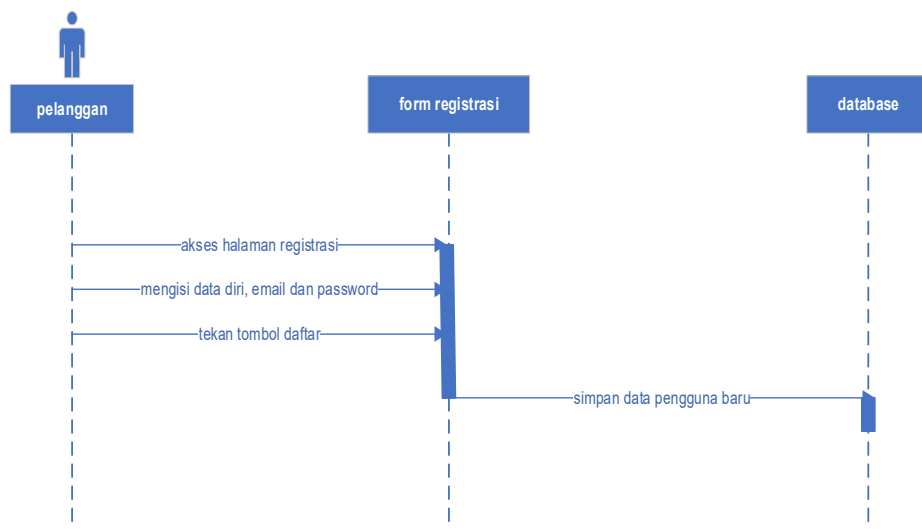 pelanggan
form registrasi
database
akses halaman registrasi
mengisi data diri, email dan password
tekan tombol daftar
simpan data pengguna baru